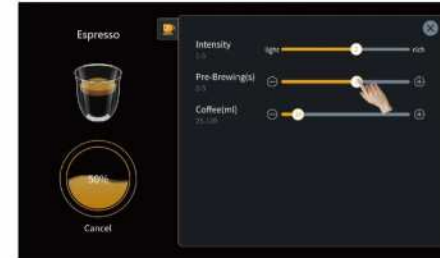 Espresso
Intensity
light
rich
Pre-Brewing(s)
Coffee(ml)
50%
Cancel